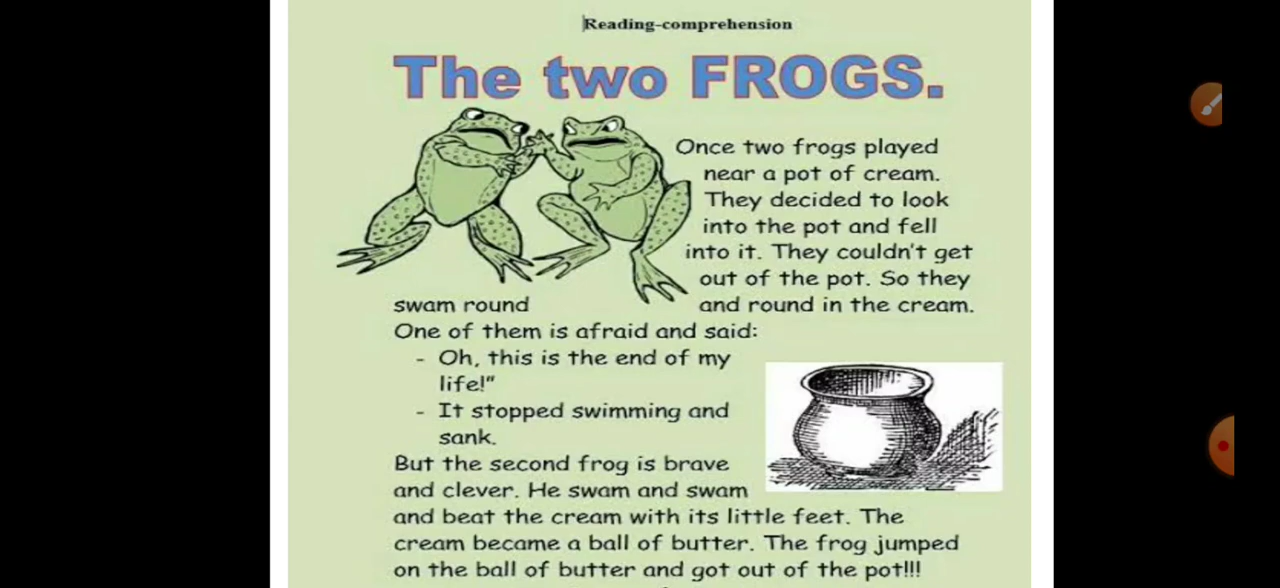 Reading-comprehension
The two FROGS.
Once two frogs played
near a pot of cream.
They decided to look
into the pot and fell
into it. They couldn't get
out of the pot. So they
swam round and round in the cream.
One of them is afraid and said:
- Oh, this is the end of my
life!"
- It stopped swimming and
sank.
But the second frog is brave
and clever. He swam and swam
and beat the cream with its little feet. The
cream became a ball of butter. The frog jumped
on the ball of butter and got out of the pot!!!